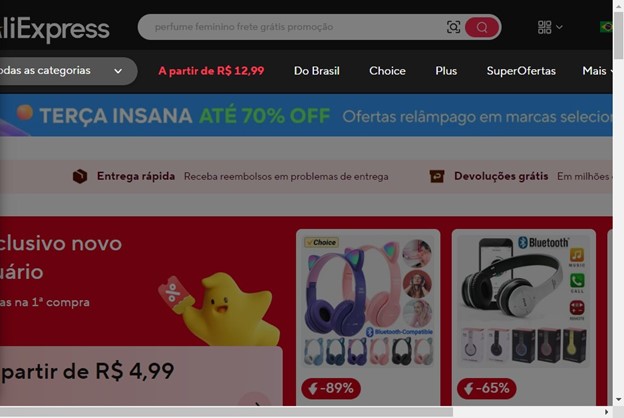 AliExpress
perfume feminino frete grátis promoção
odas as categorias
A partir de R$ 12,99
Do Brasil
Choice
Plus
SuperOfertas
Mais
TERÇA INSANA ATÉ 70% OFF Ofertas relâmpago em marcas selecion
Entrega rápida Receba reembolsos em problemas de entrega
Devoluções grátis Em milhões
clusivo novo
uário
as na 1ª compra
partir de R$ 4,99
Choice
Bluetooth-Compatible
-89%
Bluetooth
MUSIC
CALL
-65%